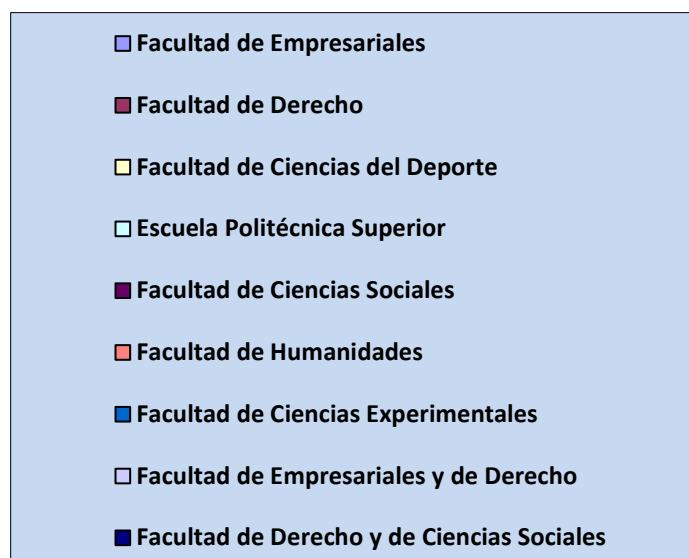 Facultad de Empresariales
Facultad de Derecho
Facultad de Ciencias del Deporte
Escuela Politécnica Superior
Facultad de Ciencias Sociales
Facultad de Humanidades
Facultad de Ciencias Experimentales
Facultad de Empresariales y de Derecho
Facultad de Derecho y de Ciencias Sociales